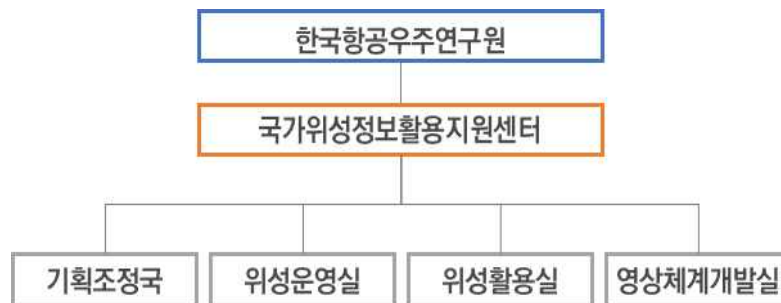 한국항공우주연구원
국가위성정보활용지원센터
기획조정국
위성운영실
위성활용실
영상체계개발실